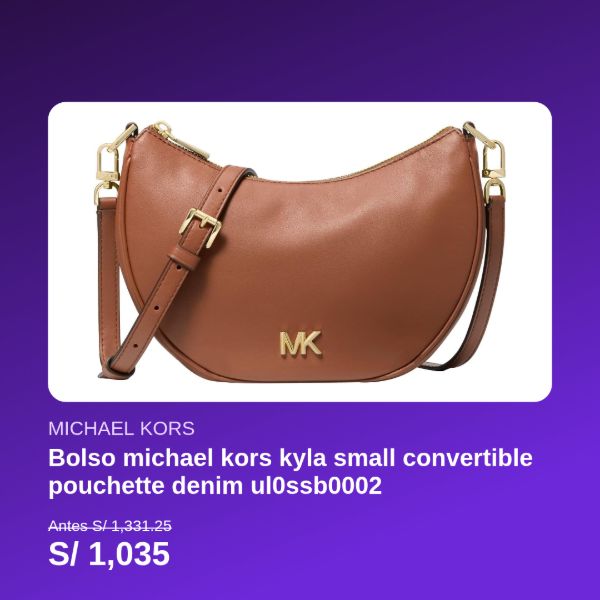 MK
MICHAEL KORS
Bolso michael kors kyla small convertible
pouchette denim ul0ssb0002
Antes S/ 1,331.25
S/ 1,035